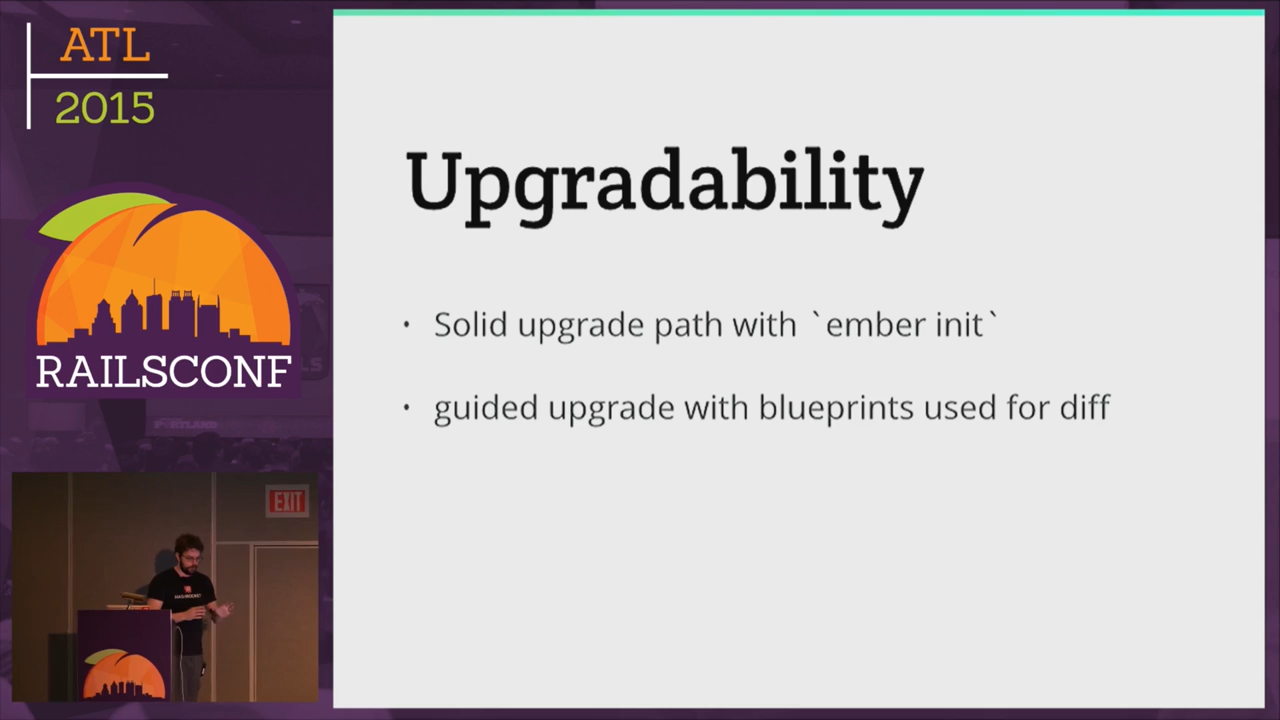 ATL
2015
RAILSCONF
EXIT
Upgradability
• Solid upgrade path with `ember init`
• guided upgrade with blueprints used for diff